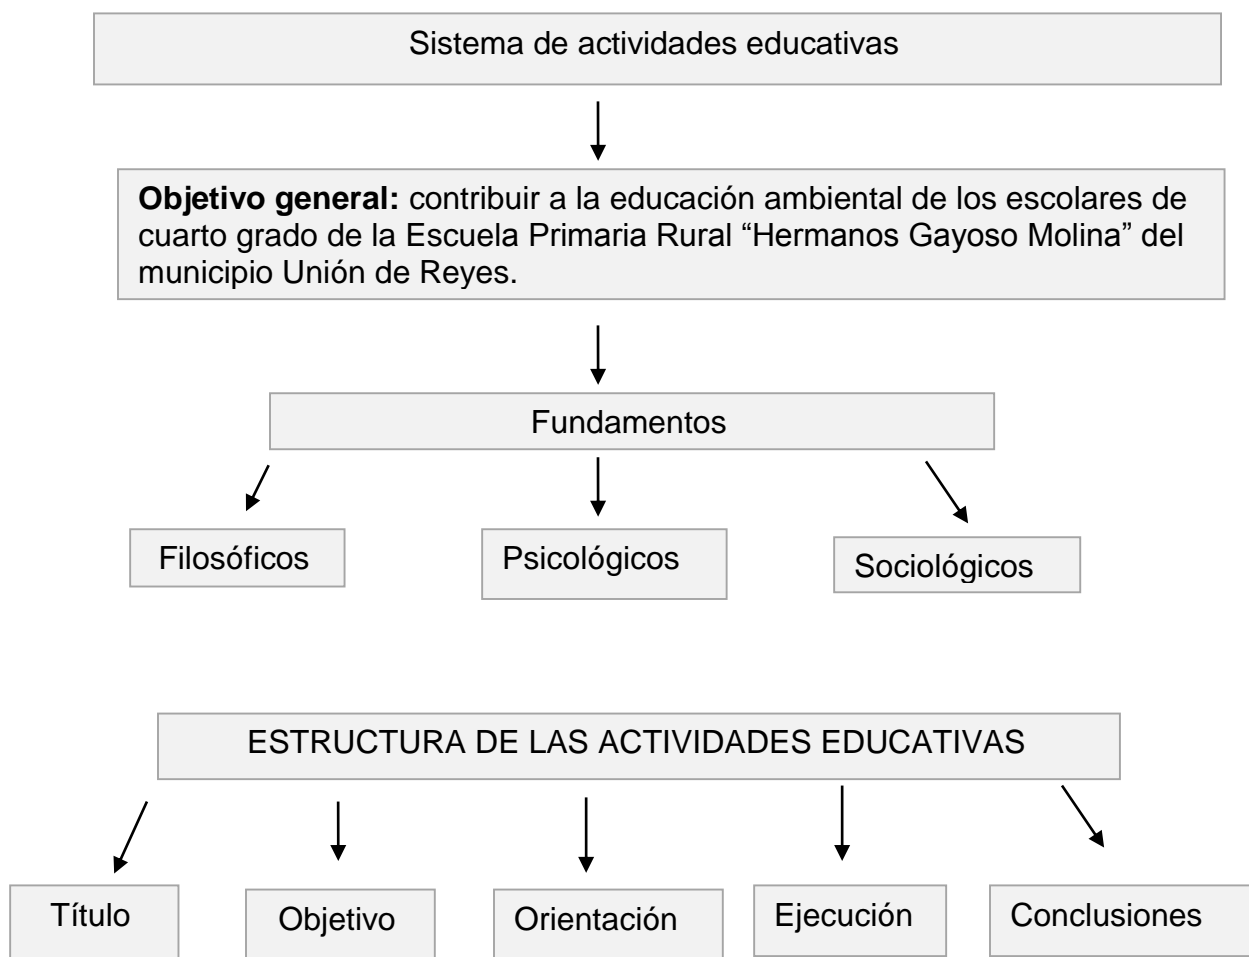 Sistema de actividades educativas
Objetivo general: contribuir a la educación ambiental de los escolares de
cuarto grado de la Escuela Primaria Rural “Hermanos Gayoso Molina” del
municipio Unión de Reyes.
Fundamentos
Filosóficos
Psicológicos
Sociológicos
ESTRUCTURA DE LAS ACTIVIDADES EDUCATIVAS
Título
Objetivo
Orientación
Ejecución
Conclusiones